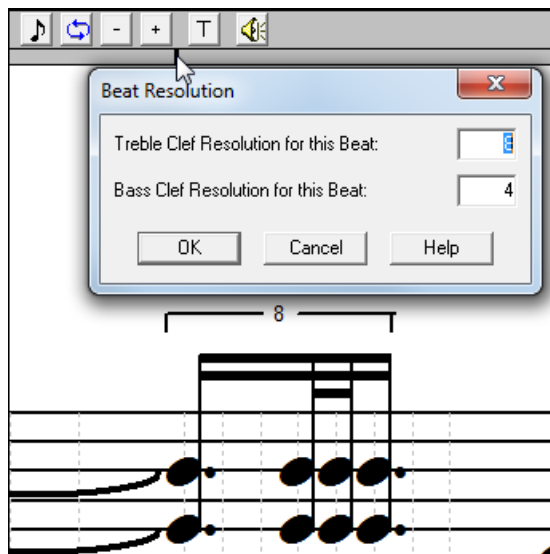 - + T
Beat Resolution
Treble Clef Resolution for this Beat: 8
Bass Clef Resolution for this Beat: 4
OK Cancel Help
8